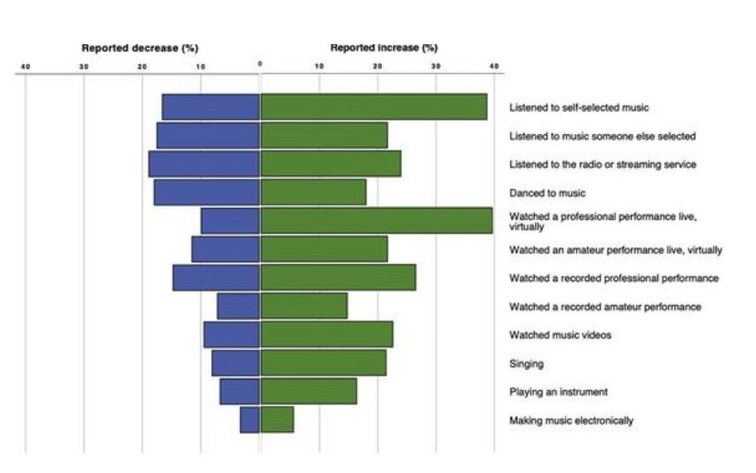 Reported decrease (%) Reported increase (%)
40 30 20 10 0 10 20 30 40
Listened to self-selected music
Listened to music someone else selected
Listened to the radio or streaming service
Danced to music
Watched a professional performance live,
virtually
Watched an amateur performance live, virtually
Watched a recorded professional performance
Watched a recorded amateur performance
Watched music videos
Singing
Playing an instrument
Making music electronically